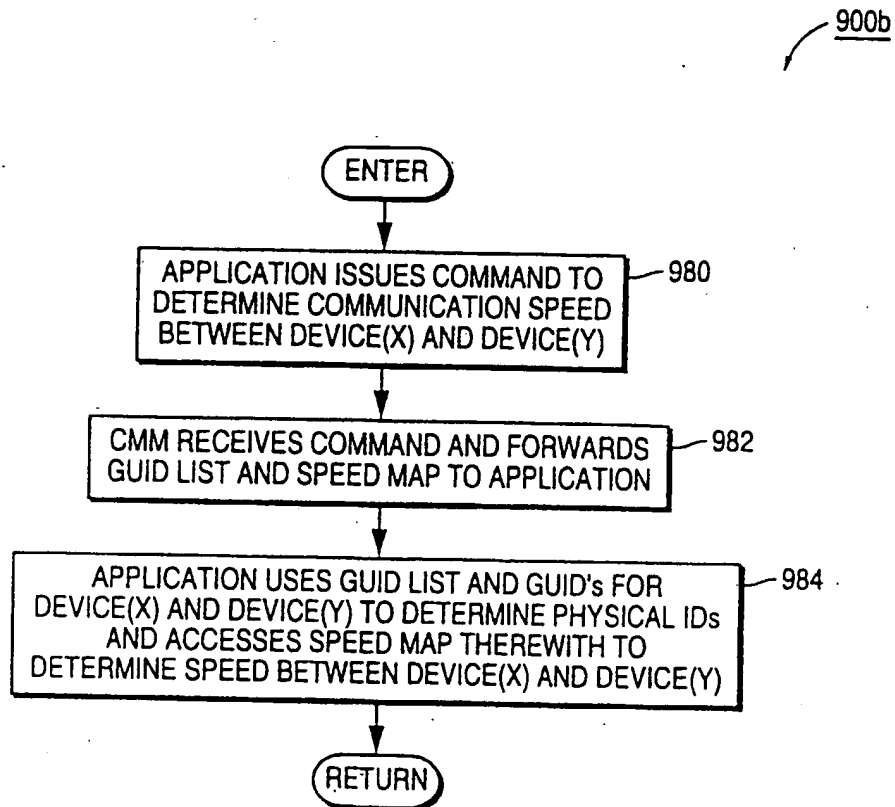 900b
ENTER
APPLICATION ISSUES COMMAND TO
DETERMINE COMMUNICATION SPEED
BETWEEN DEVICE(X) AND DEVICE(Y)
980
CMM RECEIVES COMMAND AND FORWARDS
GUID LIST AND SPEED MAP TO APPLICATION
982
APPLICATION USES GUID LIST AND GUID's FOR
DEVICE(X) AND DEVICE(Y) TO DETERMINE PHYSICAL IDs
AND ACCESSES SPEED MAP THEREWITH TO
DETERMINE SPEED BETWEEN DEVICE(X) AND DEVICE(Y)
984
RETURN